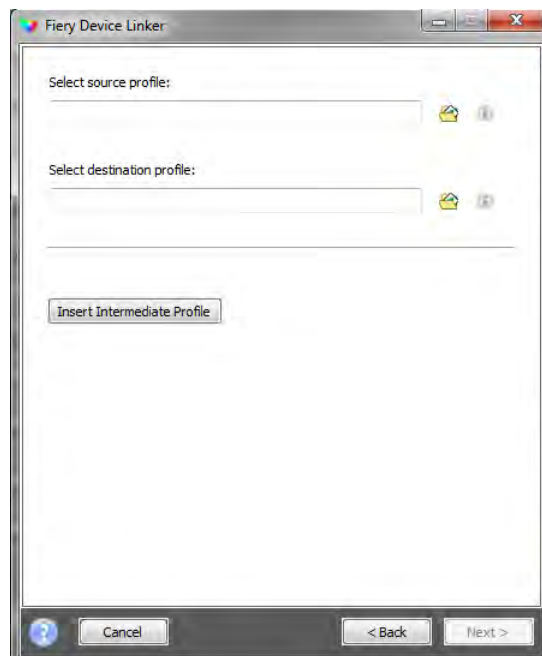 Fiery Device Linker
Select source profile:
Select destination profile:
Insert Intermediate Profile
Cancel
< Back
Next >